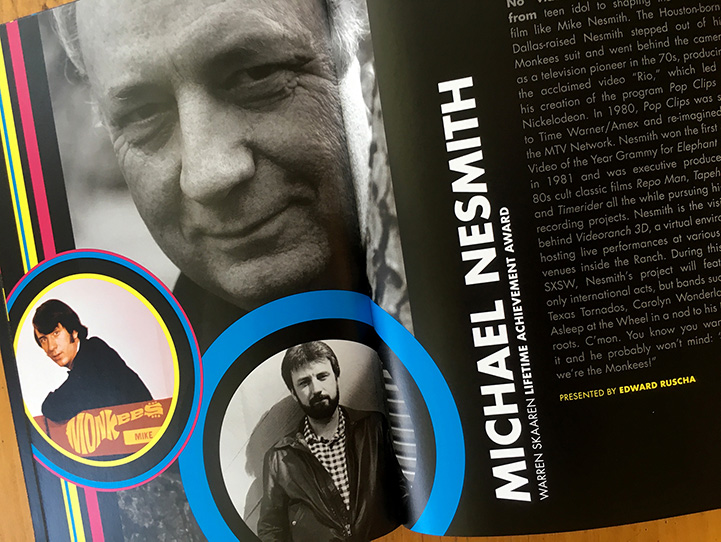 MONKEES
MIKE
MICHAEL NESMITH
WARREN SKAAREN LIFETIME ACHIEVEMENT AWARD
No
from teen idol to shaping
film like Mike Nesmith. The Houston-born
Dallas-raised Nesmith stepped out of
Monkees suit and went behind the
as a television pioneer in the 70s,
the acclaimed video “Rio,” which led
his creation of the program Pop Clips
Nickelodeon. In 1980, Pop Clips was
to Time Warner/Amex and re-imagined
the MTV Network. Nesmith won the first
Video of the Year Grammy for Elephant
in 1981 and was executive
80s cult classic films Repo Man,
and Timerider all the while pursuing
recording projects. Nesmith is the
behind Videoranch 3D, a virtual
hosting live performances at various
venues inside the Ranch. During
SXSW, Nesmith’s project will
only international acts, but bands
Texas Tornados, Carolyn
Asleep at the Wheel in a nod to his
roots. C’mon. You know you
it and he probably won’t mind:
we’re the Monkees!”
PRESENTED BY EDWARD RUSCHA